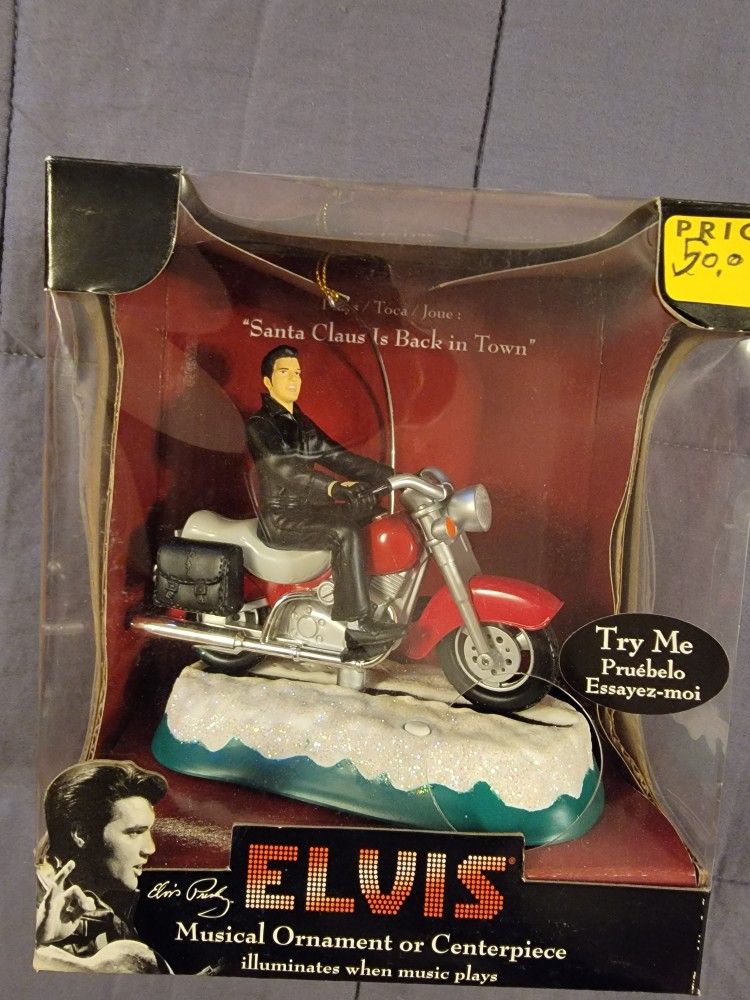 PRIC
50.0
/ Toca / Joue :
"Santa Claus Is Back in Town"
Try Me
Pruébelo
Essayez-moi
Elvis Presley
ELVIS®
Musical Ornament or Centerpiece
illuminates when music plays